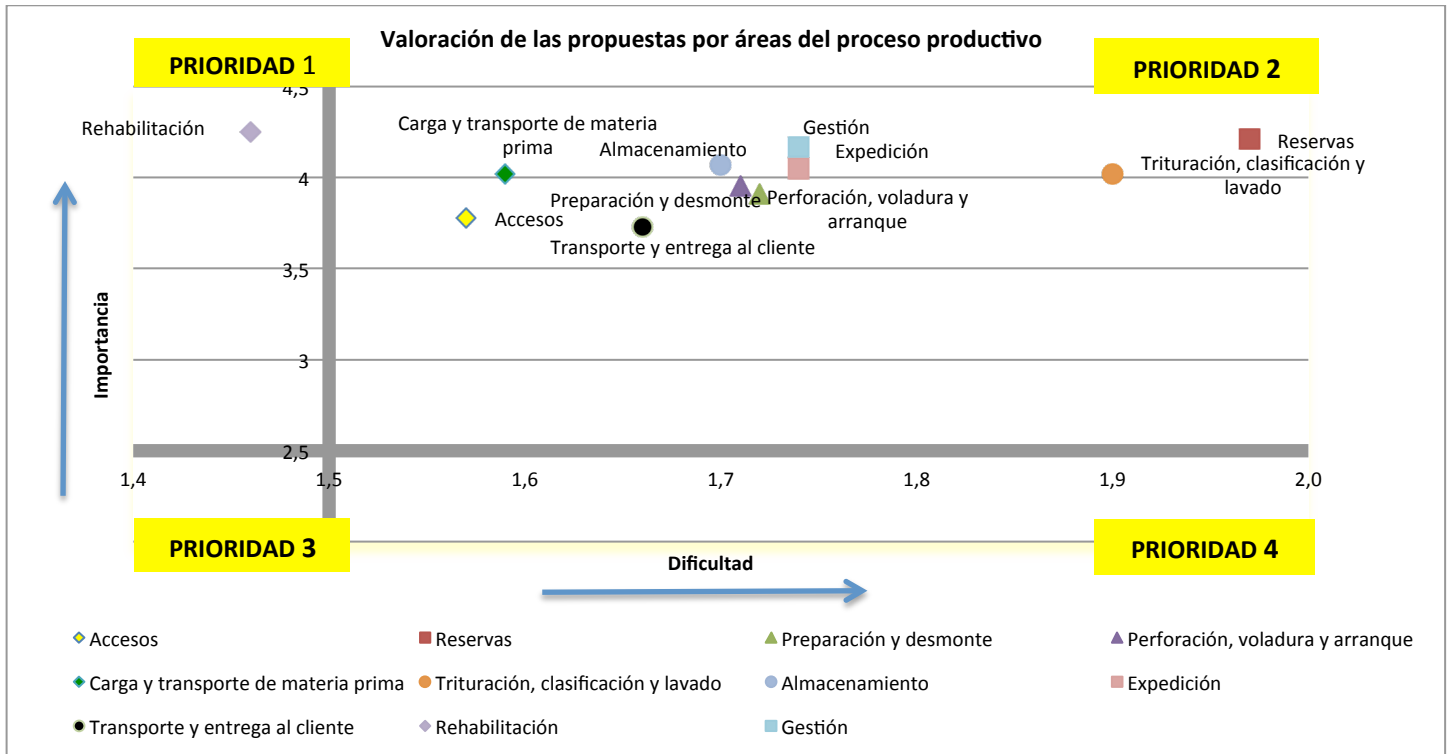 Valoración de las propuestas por áreas del proceso productivo
PRIORIDAD 1
PRIORIDAD 2
4,5
Rehabilitación
Carga y transporte de materia
prima
Gestión
Almacenamiento
Expedición
Reservas
Trituración, clasificación y
lavado
4
Preparación y desmonte
Perforación, voladura y
arranque
Accesos
Transporte y entrega al cliente
3,5
Importancia
3
2,5
1,4
1,5
1,6
1,7
1,8
1,9
2,0
PRIORIDAD 3
PRIORIDAD 4
Dificultad
Accesos
Reservas
Preparación y desmonte
Perforación, voladura y arranque
Carga y transporte de materia prima
Trituración, clasificación y lavado
Almacenamiento
Expedición
Transporte y entrega al cliente
Rehabilitación
Gestión